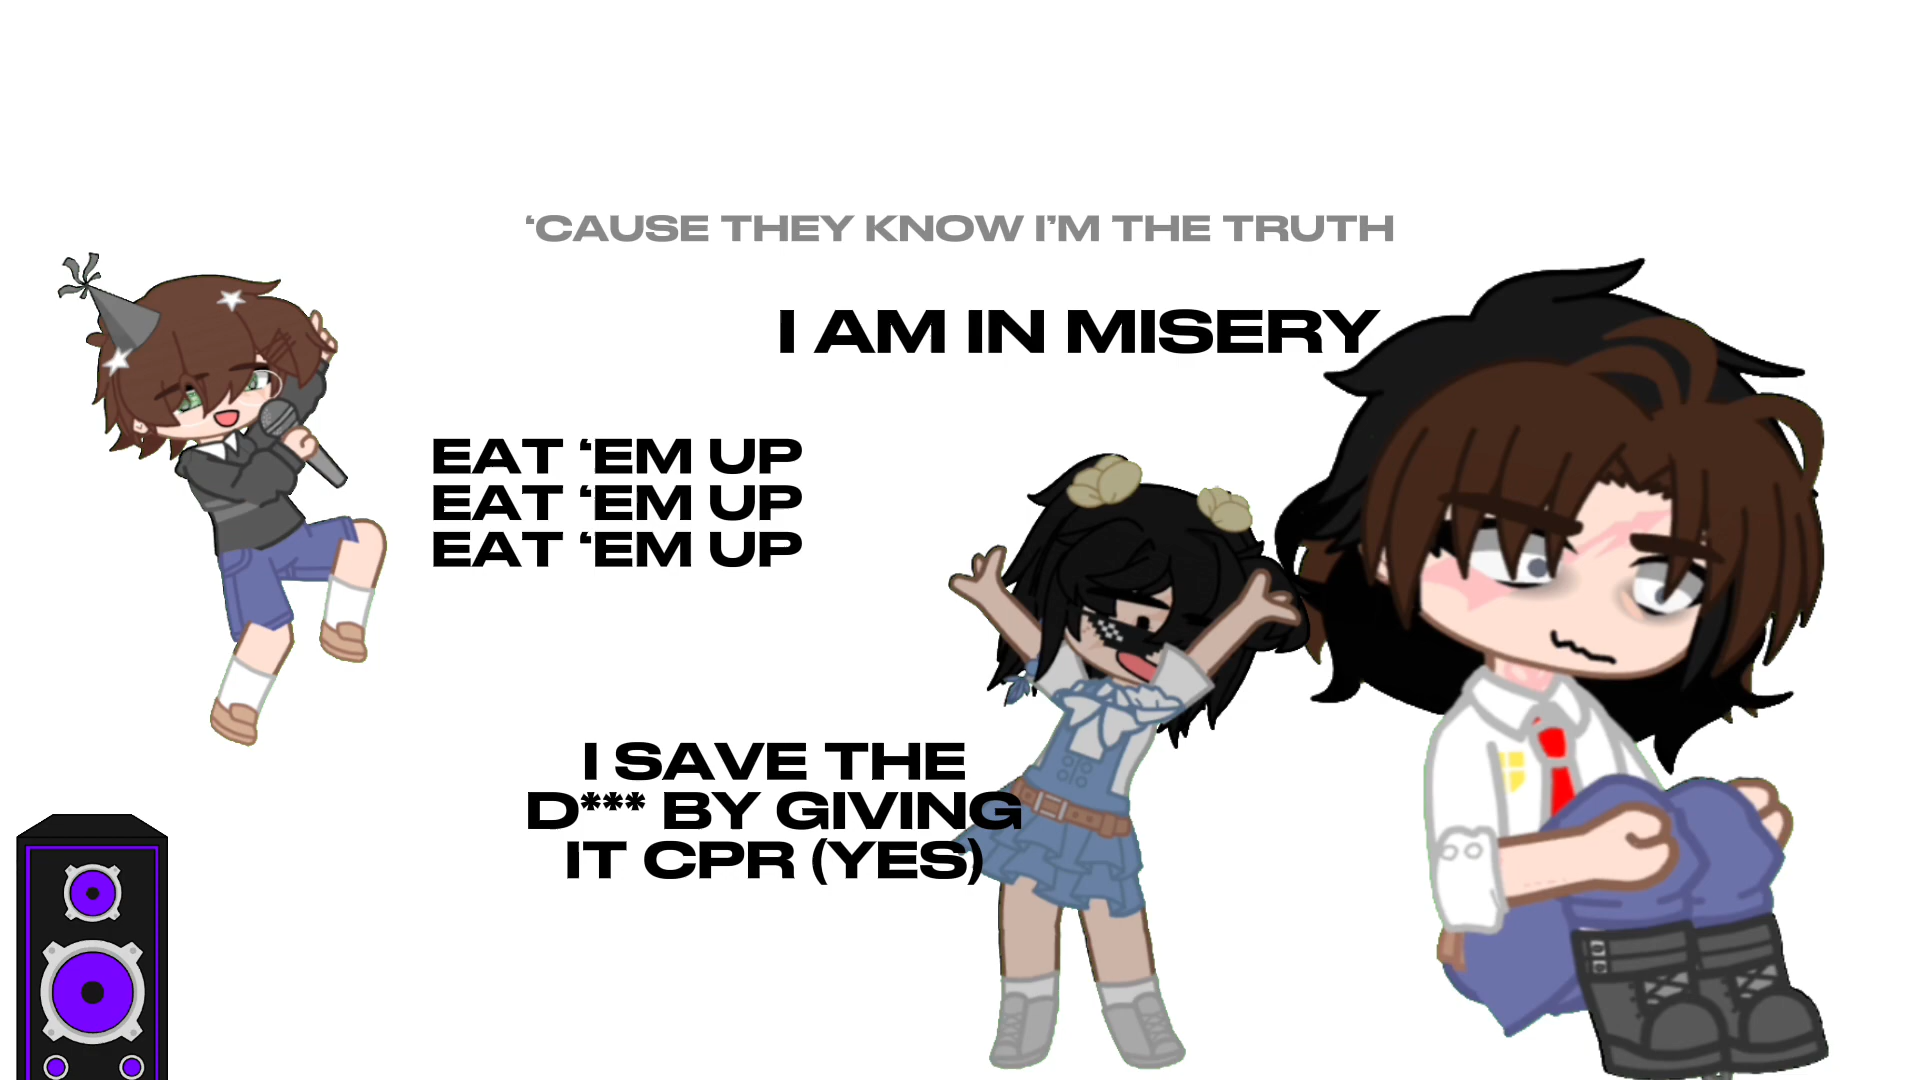 ‘CAUSE THEY KNOW I’M THE TRUTH
I AM IN MISERY
EAT ‘EM UP
EAT ‘EM UP
EAT ‘EM UP
I SAVE THE
D*** BY GIVING
IT CPR (YES)